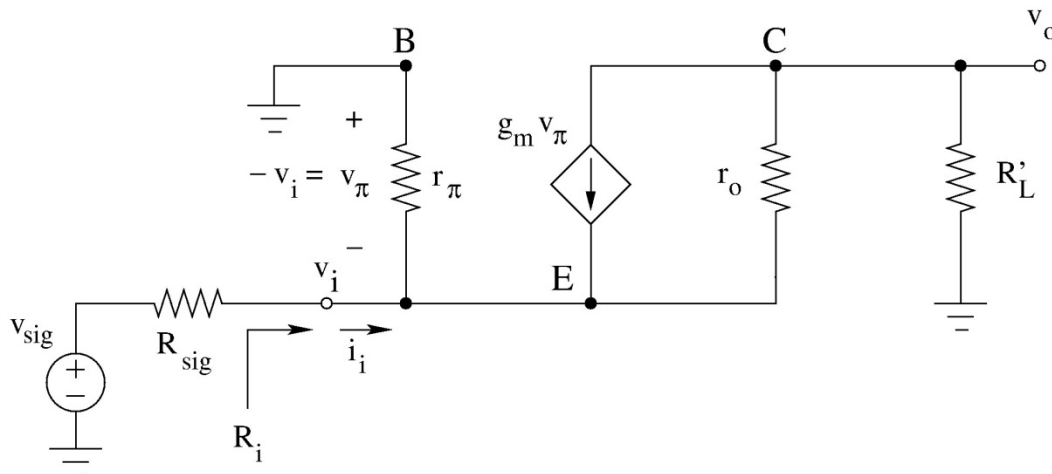 v_o
B
C
+
g_m v_π
− v_i = v_π
r_π
r_o
R'_L
−
v_i
E
v_sig
R_sig
i_i
+
−
R_i